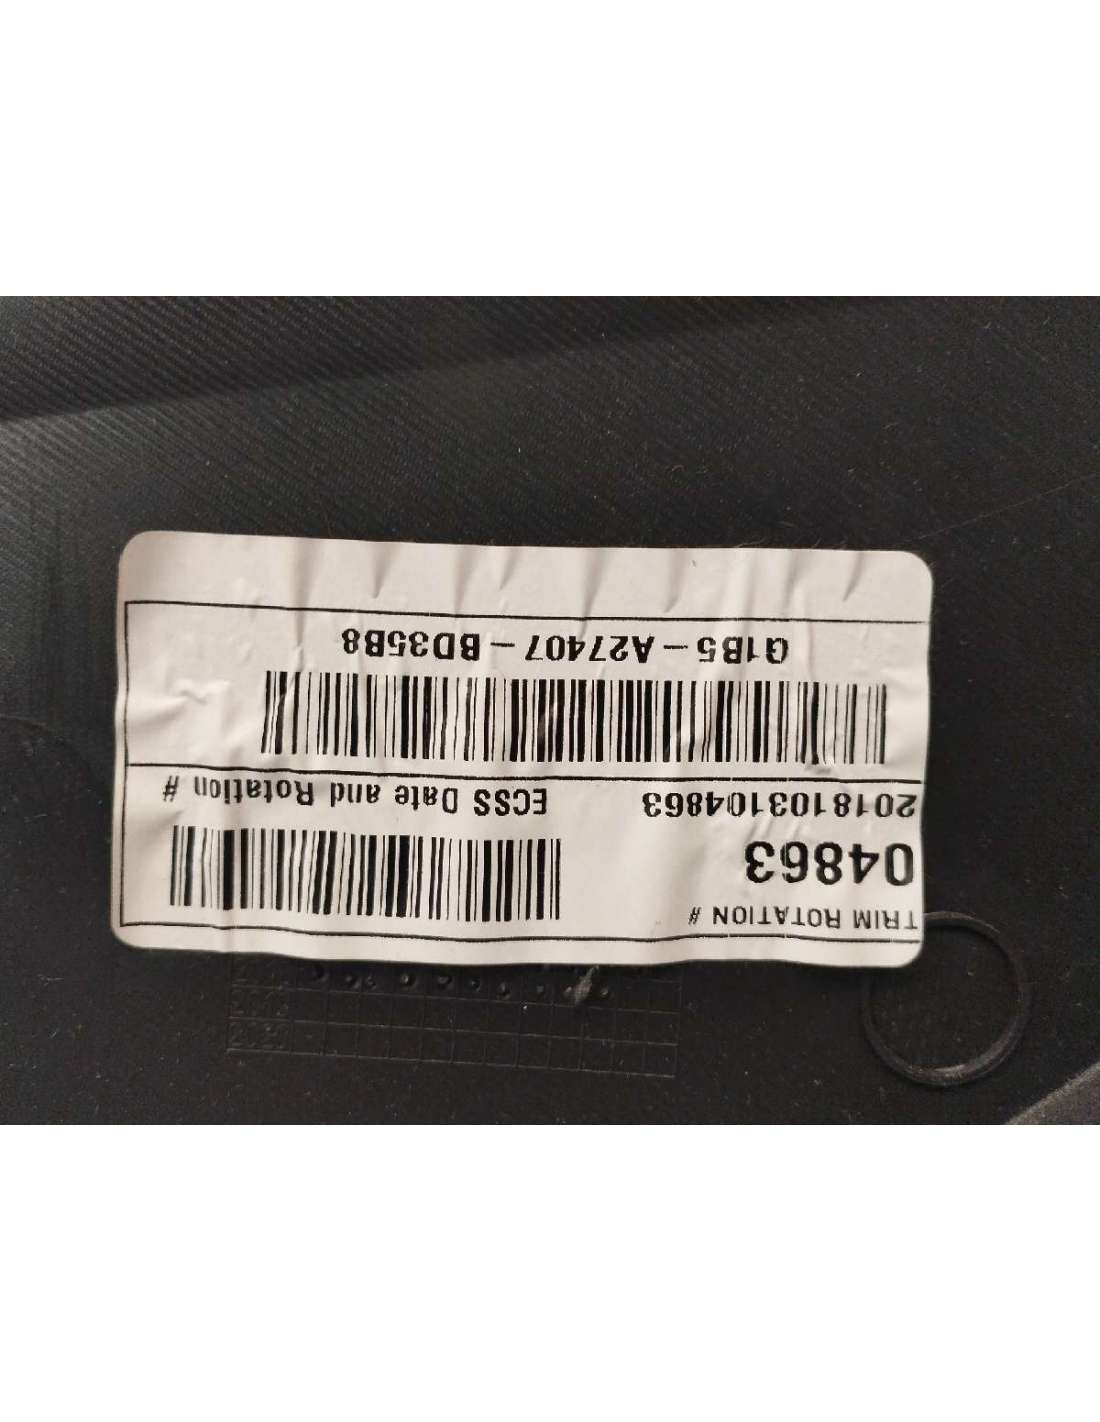 TRIM ROTATION #
04863
2018103104863 ECSS Date and Rotation #
G1B5-A27407-BD35B8